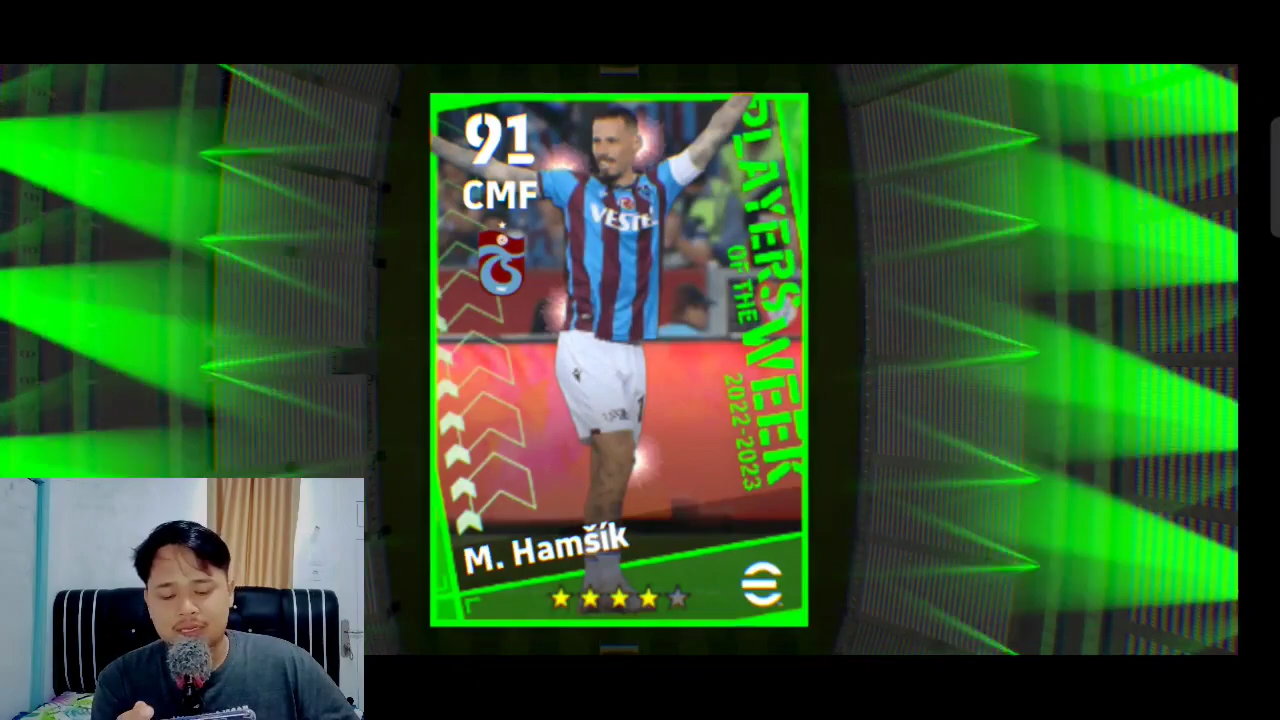 91
CMF
VESTEL
PLAYERS
OF THE WEEK
2022-2023
M. Hamšík